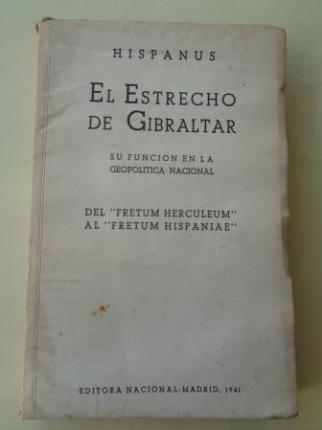 HISPANUS
EL ESTRECHO
DE GIBRALTAR
SU FUNCION EN LA
GEOPOLITICA NACIONAL
DEL "FRETUM HERCULEUM"
AL "FRETUM HISPANIAE"
EDITORA NACIONAL-MADRID, 1941